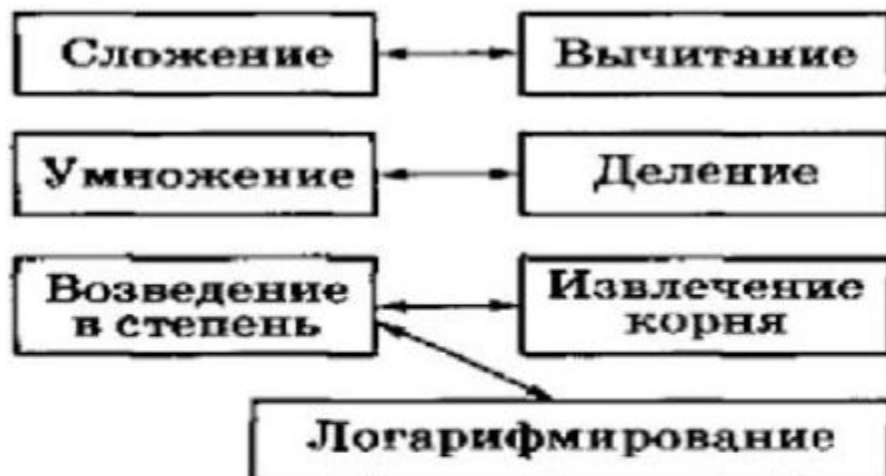 Сложение
Вычитание
Умножение
Деление
Возведение
в степень
Извлечение
корня
Логарифмирование